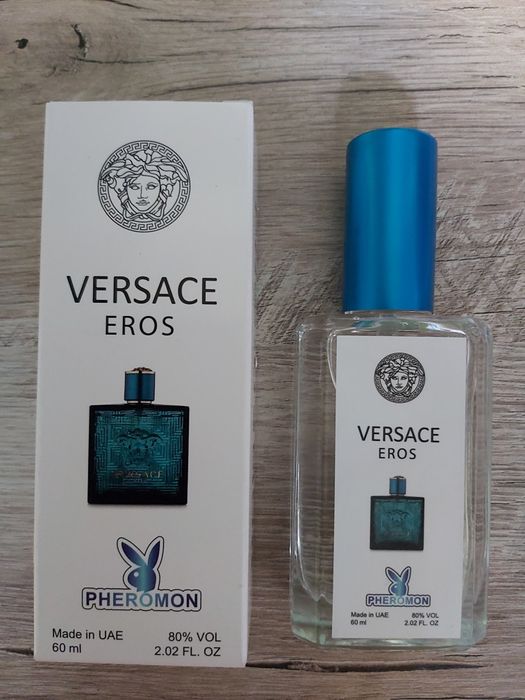 VERSACE
EROS
VERSACE
PHEROMON
Made in UAE 80% VOL
60 ml 2.02 FL. OZ
VERSACE
EROS
PHEROMON
Made in UAE 80% VOL
60 ml 2.02 FL. OZ